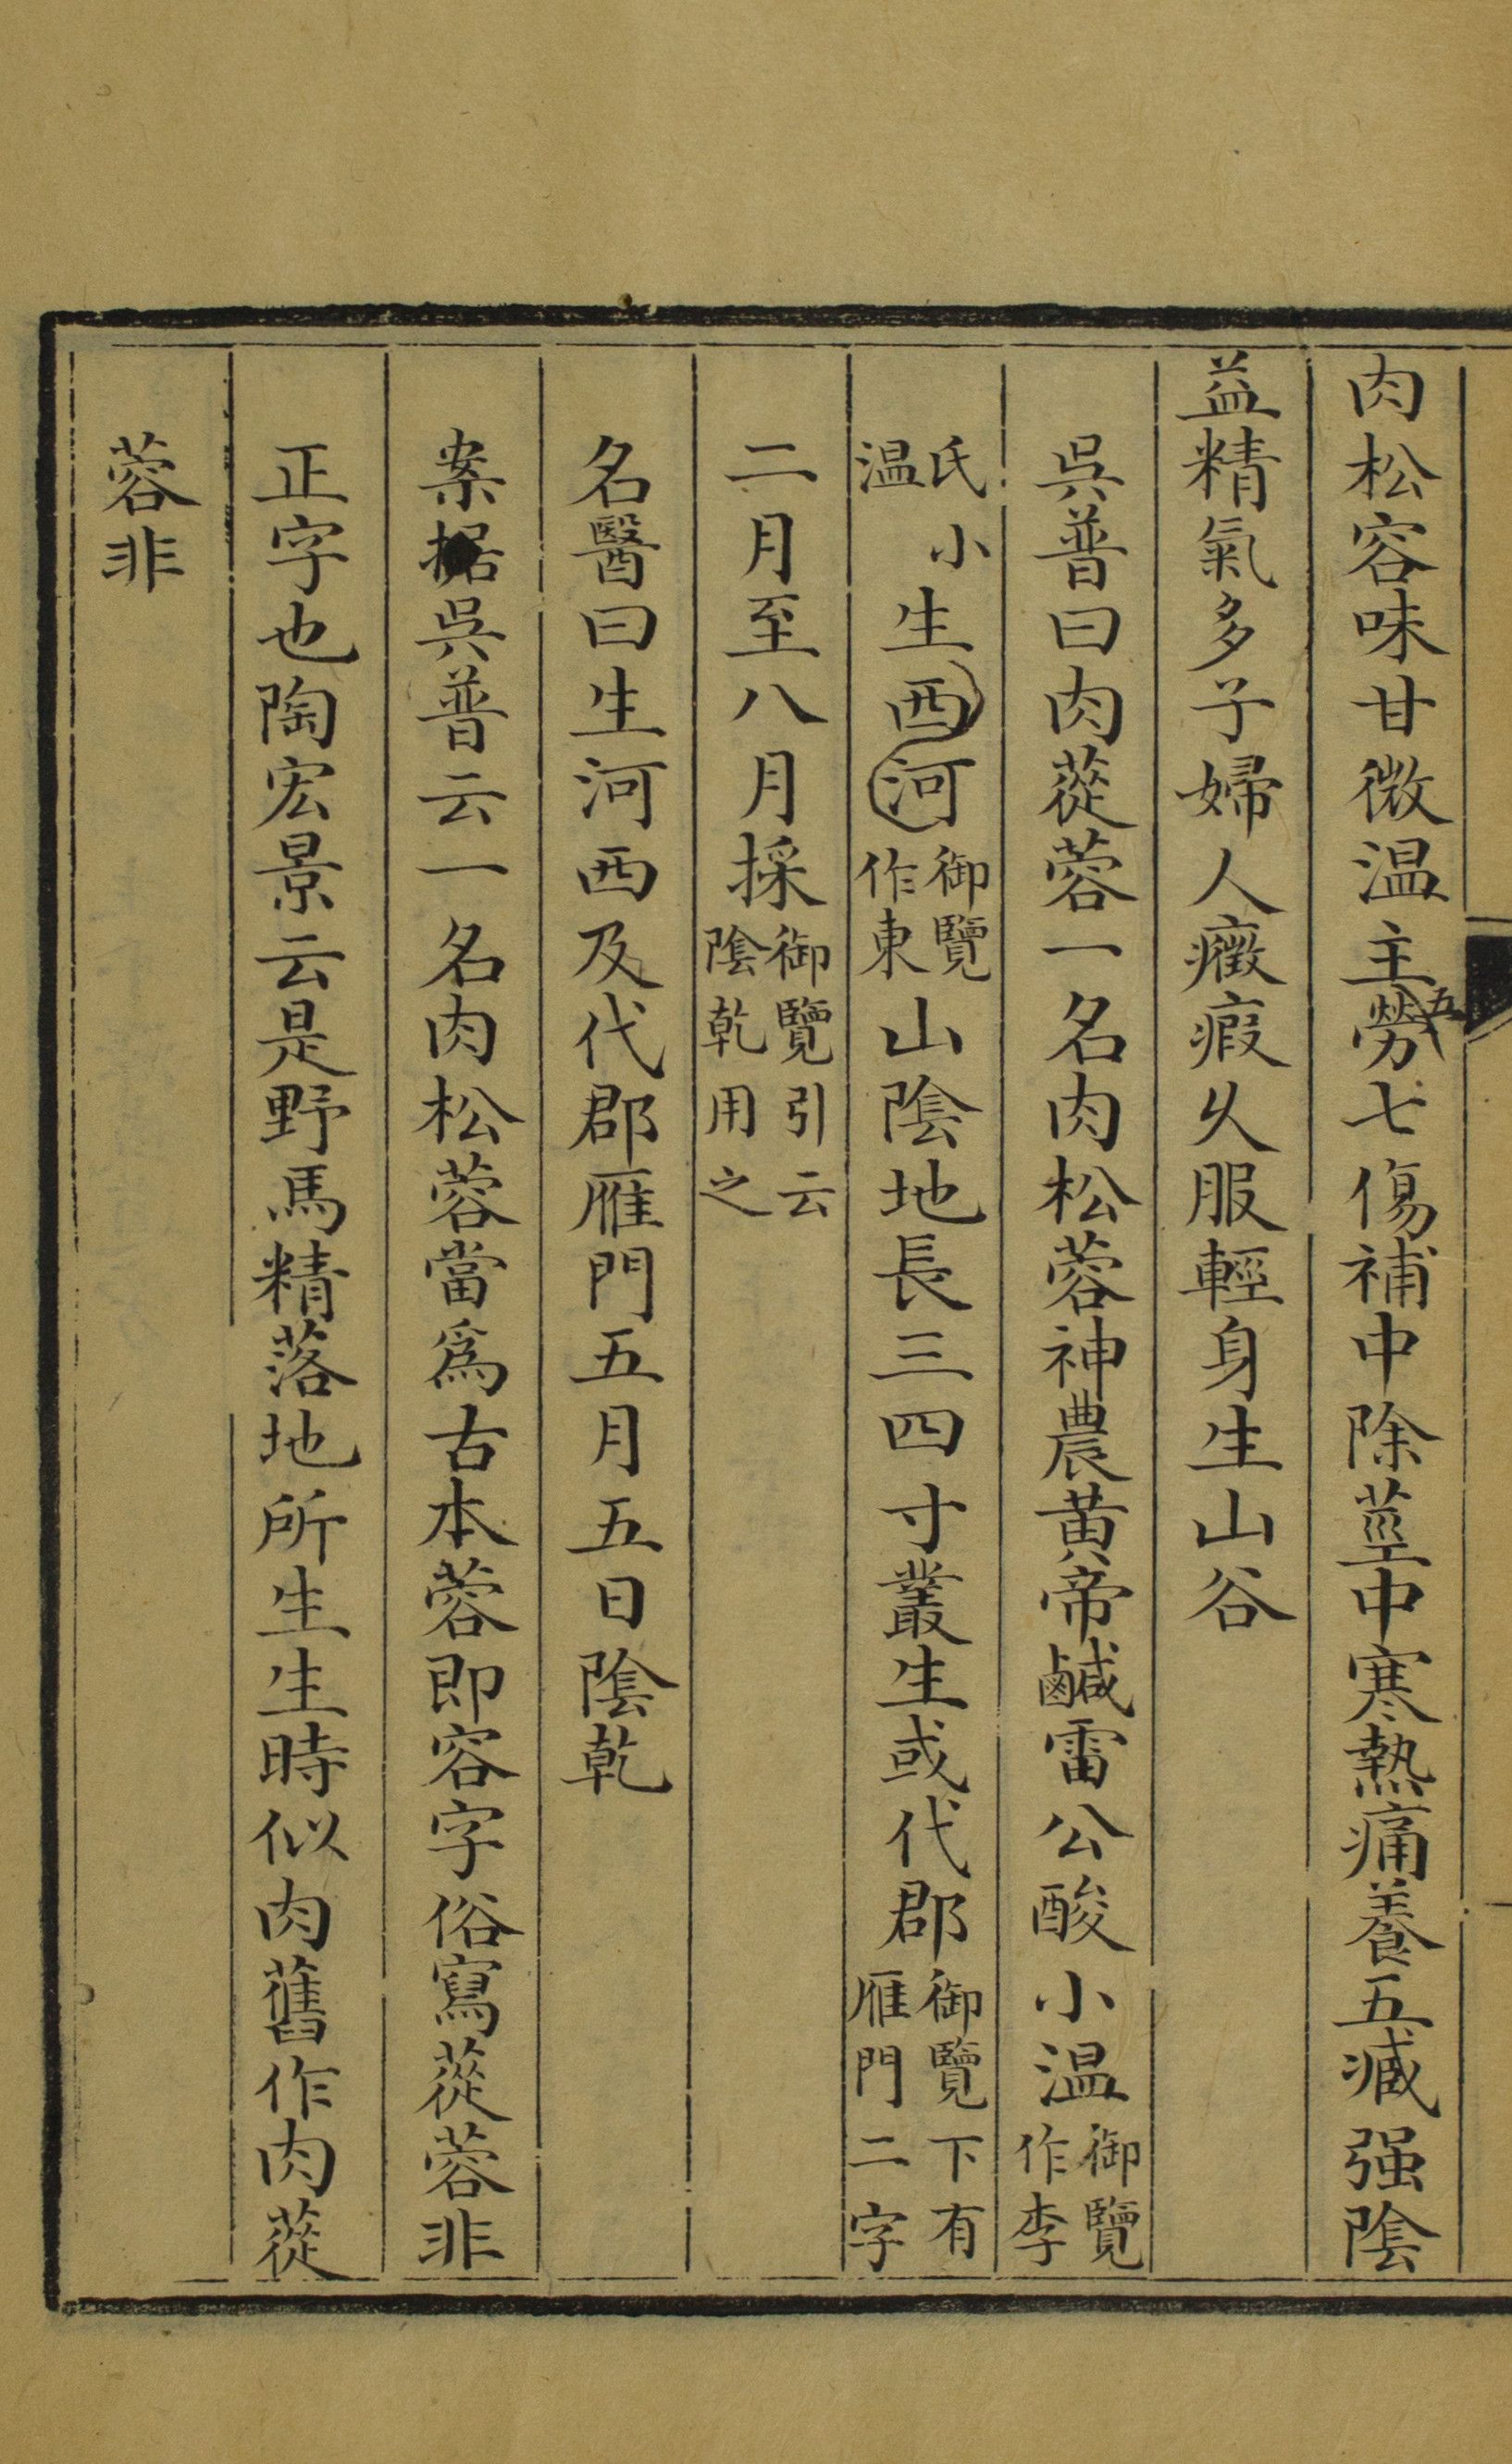 肉松容味甘微温主五勞七傷補中除莖中寒熱痛養五臧强陰
益精氣多子婦人癥瘕久服輕身生山谷
吳普曰肉蓯蓉一名肉松蓉神農黄帝鹹雷公酸小温御覽作李
氏小温生西河御覽作東山陰地長三四寸叢生或代郡御覽下有雁門二字
二月至八月採御覽引云陰乾用之
名醫曰生河西及代郡雁門五月五日陰乾
案据吳普云一名肉松蓉當爲古本蓉即容字俗寫蓯蓉非
正字也陶宏景云是野馬精落地所生生時似肉舊作肉蓯
蓉非